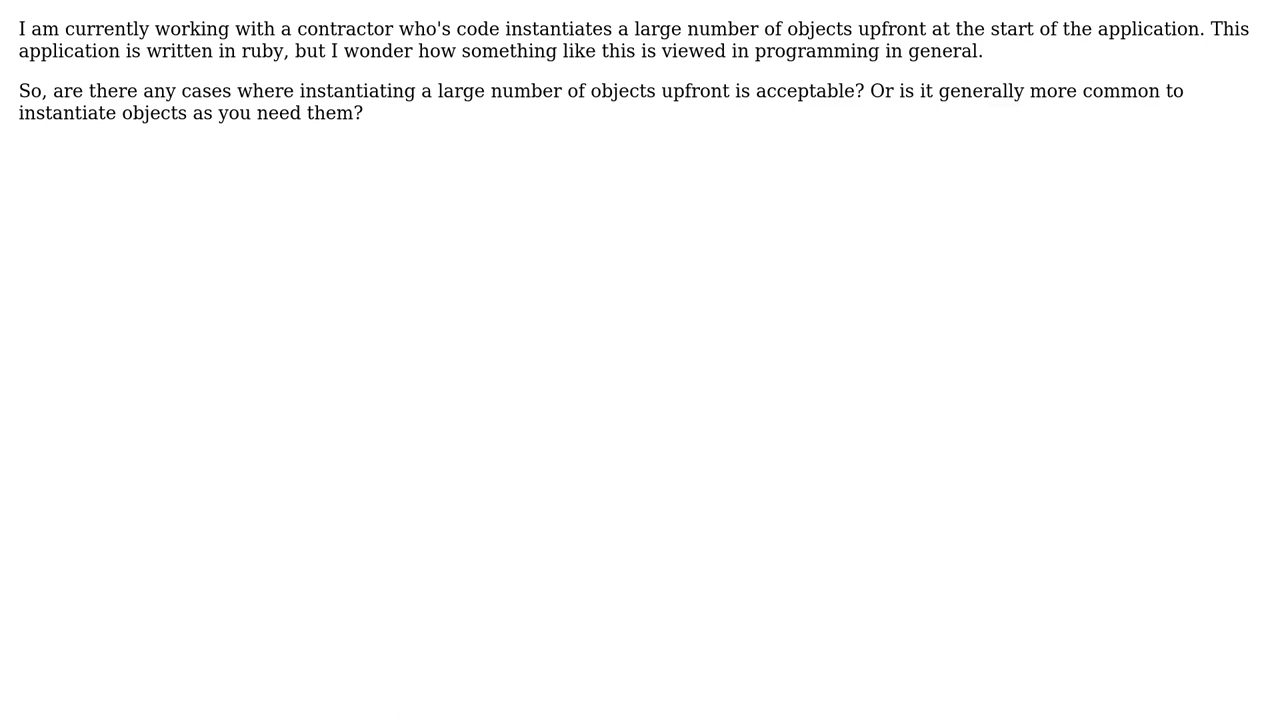 I am currently working with a contractor who's code instantiates a large number of objects upfront at the start of the application. This
application is written in ruby, but I wonder how something like this is viewed in programming in general.
So, are there any cases where instantiating a large number of objects upfront is acceptable? Or is it generally more common to
instantiate objects as you need them?